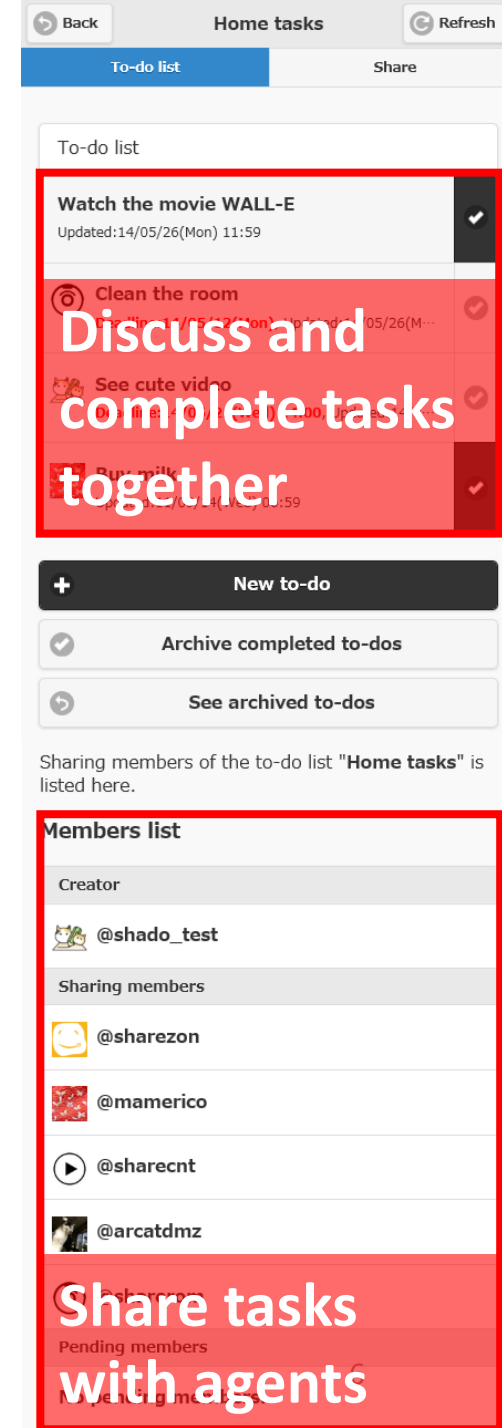 Back
Home tasks
Refresh
To-do list
Share
To-do list
Watch the movie WALL-E
Updated:14/05/26(Mon) 11:59
Clean the room
Discuss and
complete tasks
together
See cute video
Buy milk
New to-do
Archive completed to-dos
See archived to-dos
Sharing members of the to-do list "Home tasks" is
listed here.
Members list
Creator
@shado_test
Sharing members
@sharezon
@mamerico
@sharecnt
@arcatdmz
Share tasks
with agents
Pending members
No pending members.